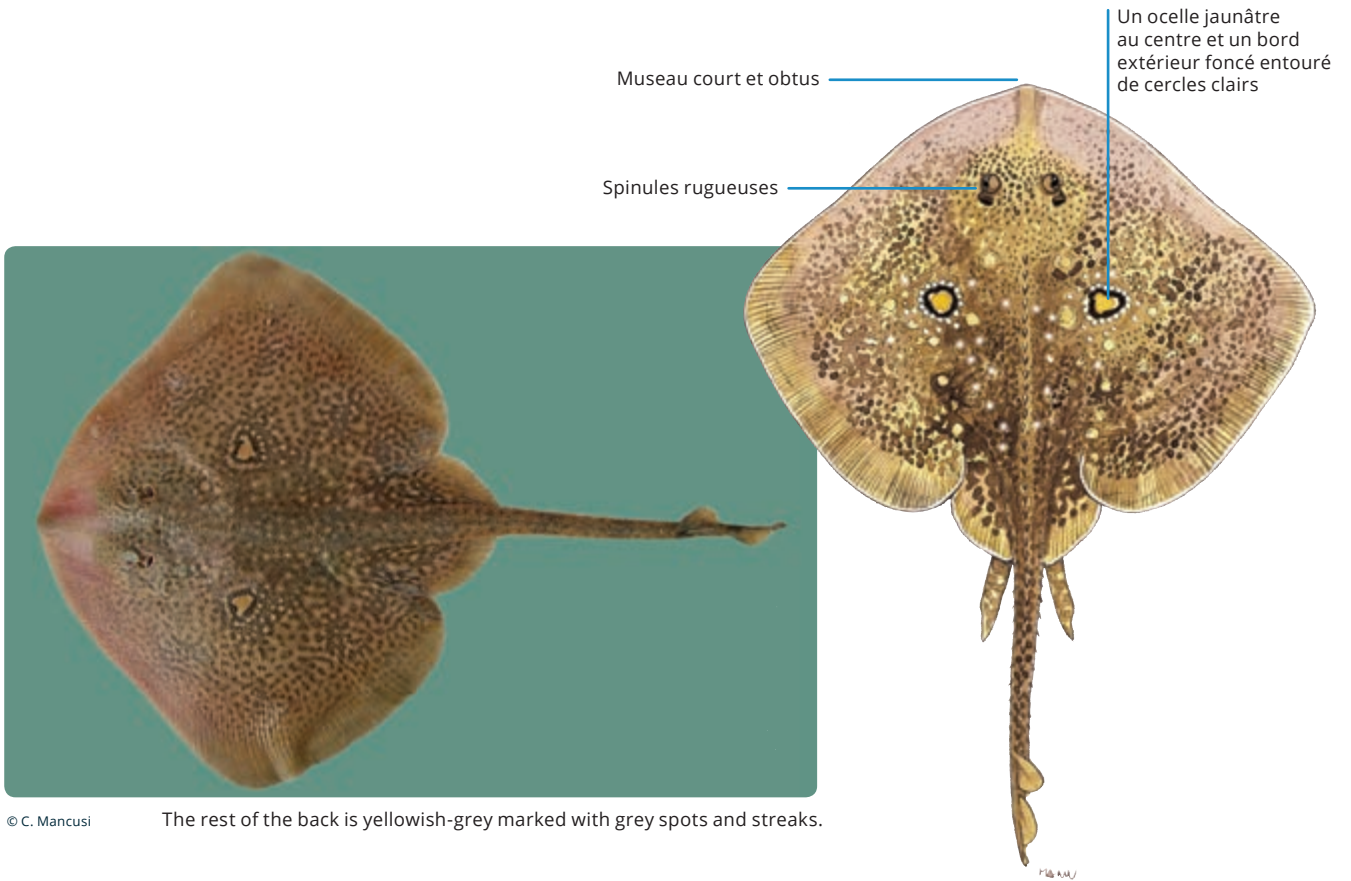 Un ocelle jaunâtre
au centre et un bord
extérieur foncé entouré
de cercles clairs
Museau court et obtus
Spinules rugueuses
© C. Mancusi
The rest of the back is yellowish-grey marked with grey spots and streaks.